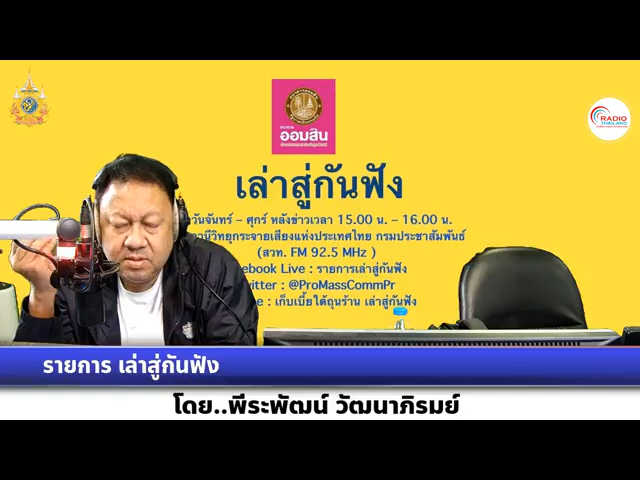 ออมสิน
RADIO
THAILAND
เล่าสู่กันฟัง
วันจันทร์ – ศุกร์ หลังข่าวเวลา 15.00 น. – 16.00 น.
านีวิทยุกระจายเสียงแห่งประเทศไทย กรมประชาสัมพันธ์
(สวท. FM 92.5 MHz )
ebook Live : รายการเล่าสู่กันฟัง
witter : @ProMassCommPr
e : เก็บเบี้ยใต้ถุนร้าน เล่าสู่กันฟัง
รายการ เล่าสู่กันฟัง
โดย..พีระพัฒน์ วัฒนาภิรมย์